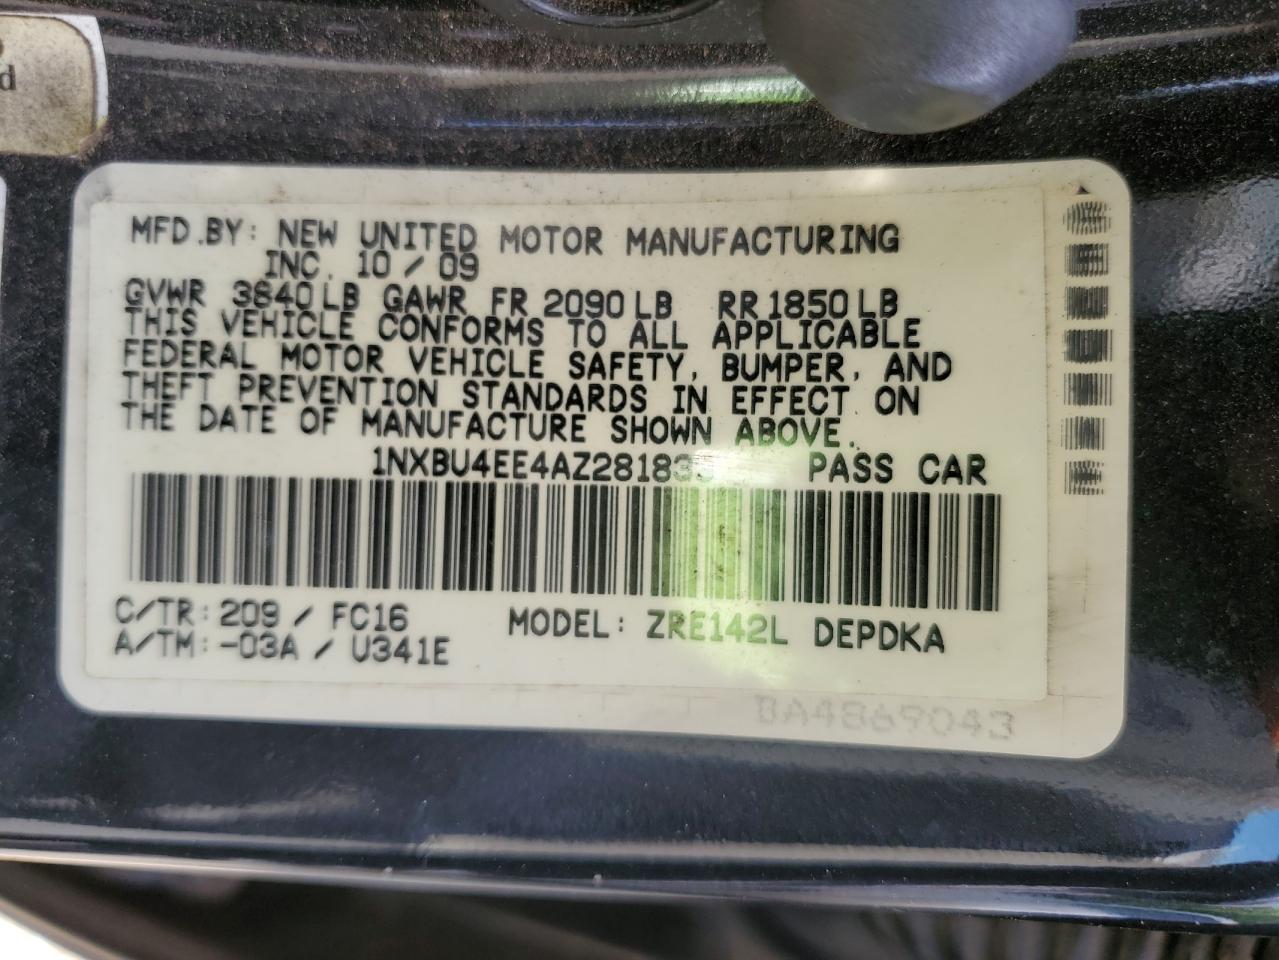 d
MFD.BY: NEW UNITED MOTOR MANUFACTURING
INC. 10 / 09
GVWR 3840 LB GAWR FR 2090 LB RR 1850 LB
THIS VEHICLE CONFORMS TO ALL APPLICABLE
FEDERAL MOTOR VEHICLE SAFETY, BUMPER, AND
THEFT PREVENTION STANDARDS IN EFFECT ON
THE DATE OF MANUFACTURE SHOWN ABOVE.
PASS CAR
C/TR: 209 / FC16 MODEL: ZRE142L DEPDKA
A/TM: -03A / U341E
BA4869043